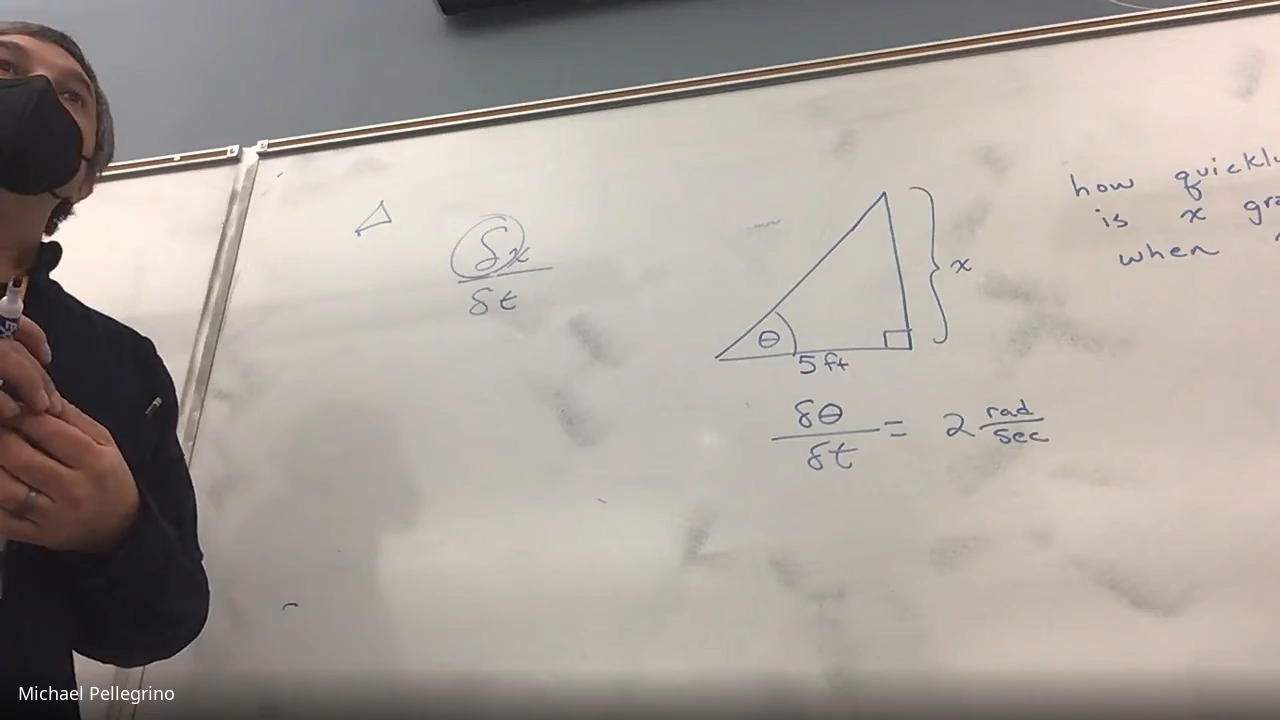 Δ
δx
δt
θ
5 ft
x
δθ
δt
= 2 rad
sec
how
is x
when
Michael Pellegrino